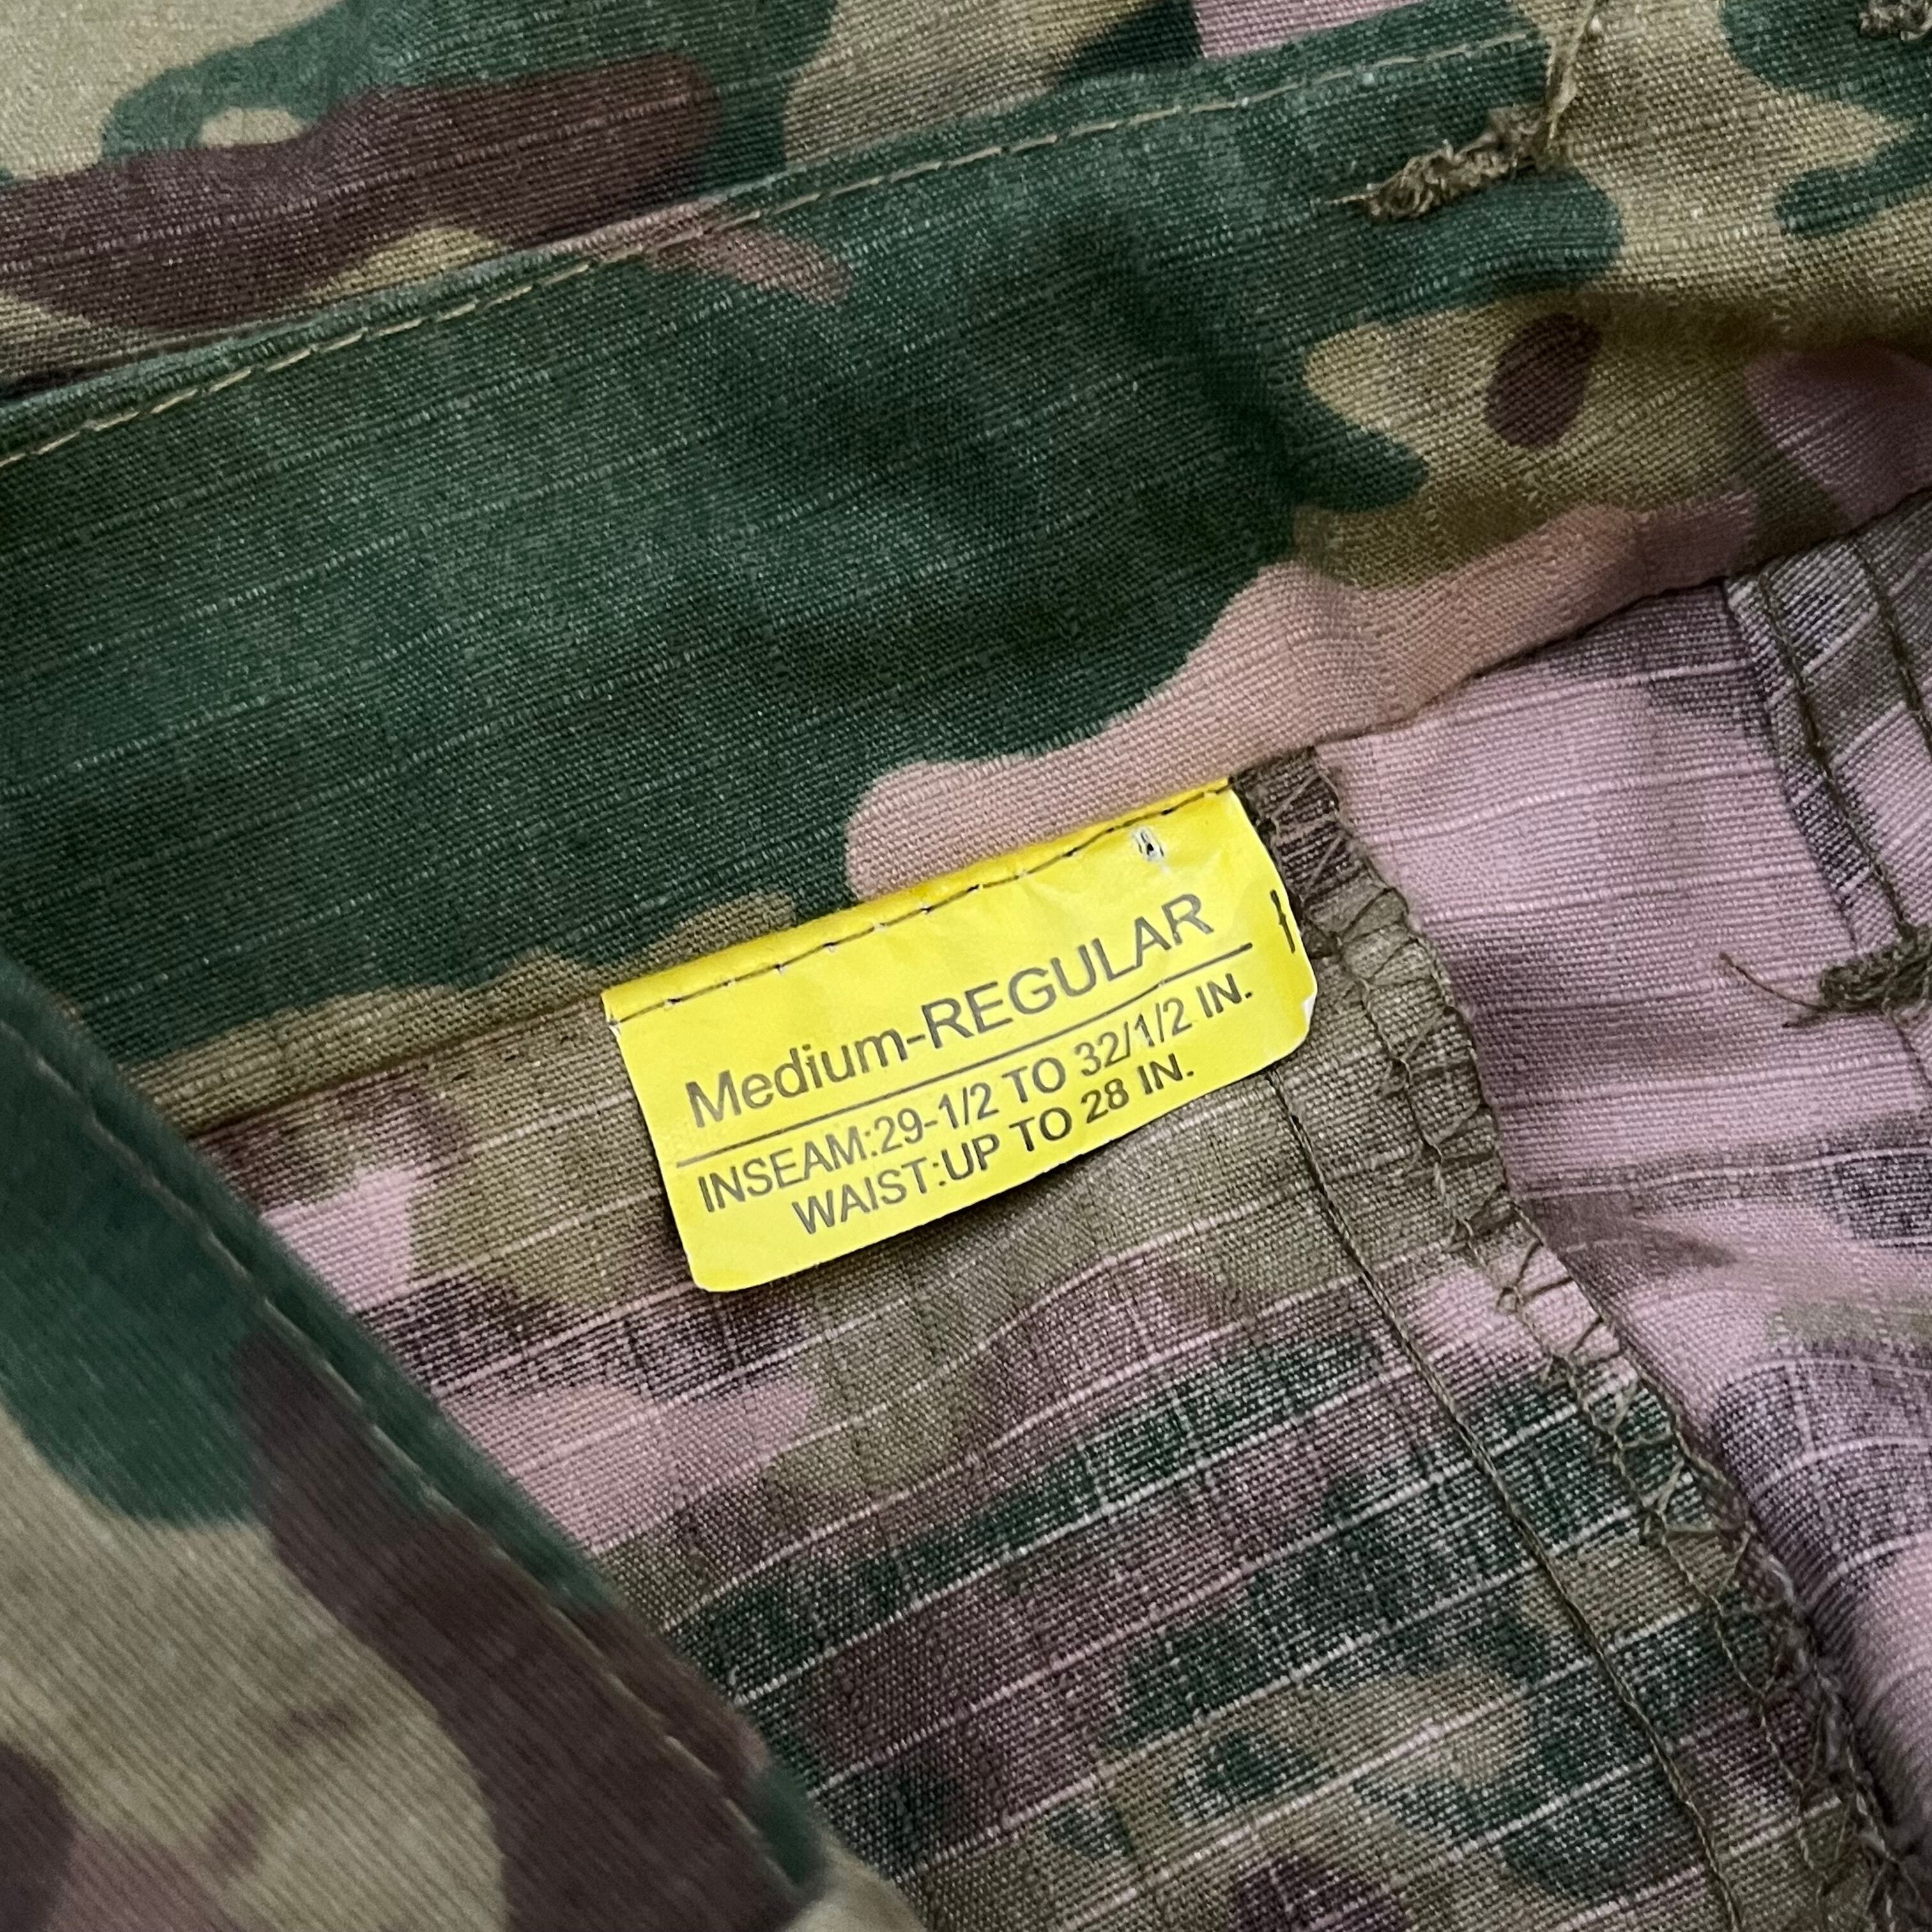 Medium-REGULAR
INSEAM:29-1/2 TO 32/1/2 IN.
WAIST:UP TO 28 IN.